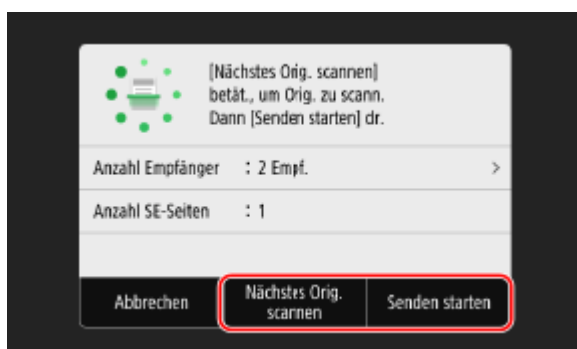 [Nächstes Orig. scannen]
betät., um Orig. zu scann.
Dann [Senden starten] dr.
Anzahl Empfänger : 2 Empf. >
Anzahl SE-Seiten : 1
Abbrechen
Nächstes Orig.
scannen
Senden starten